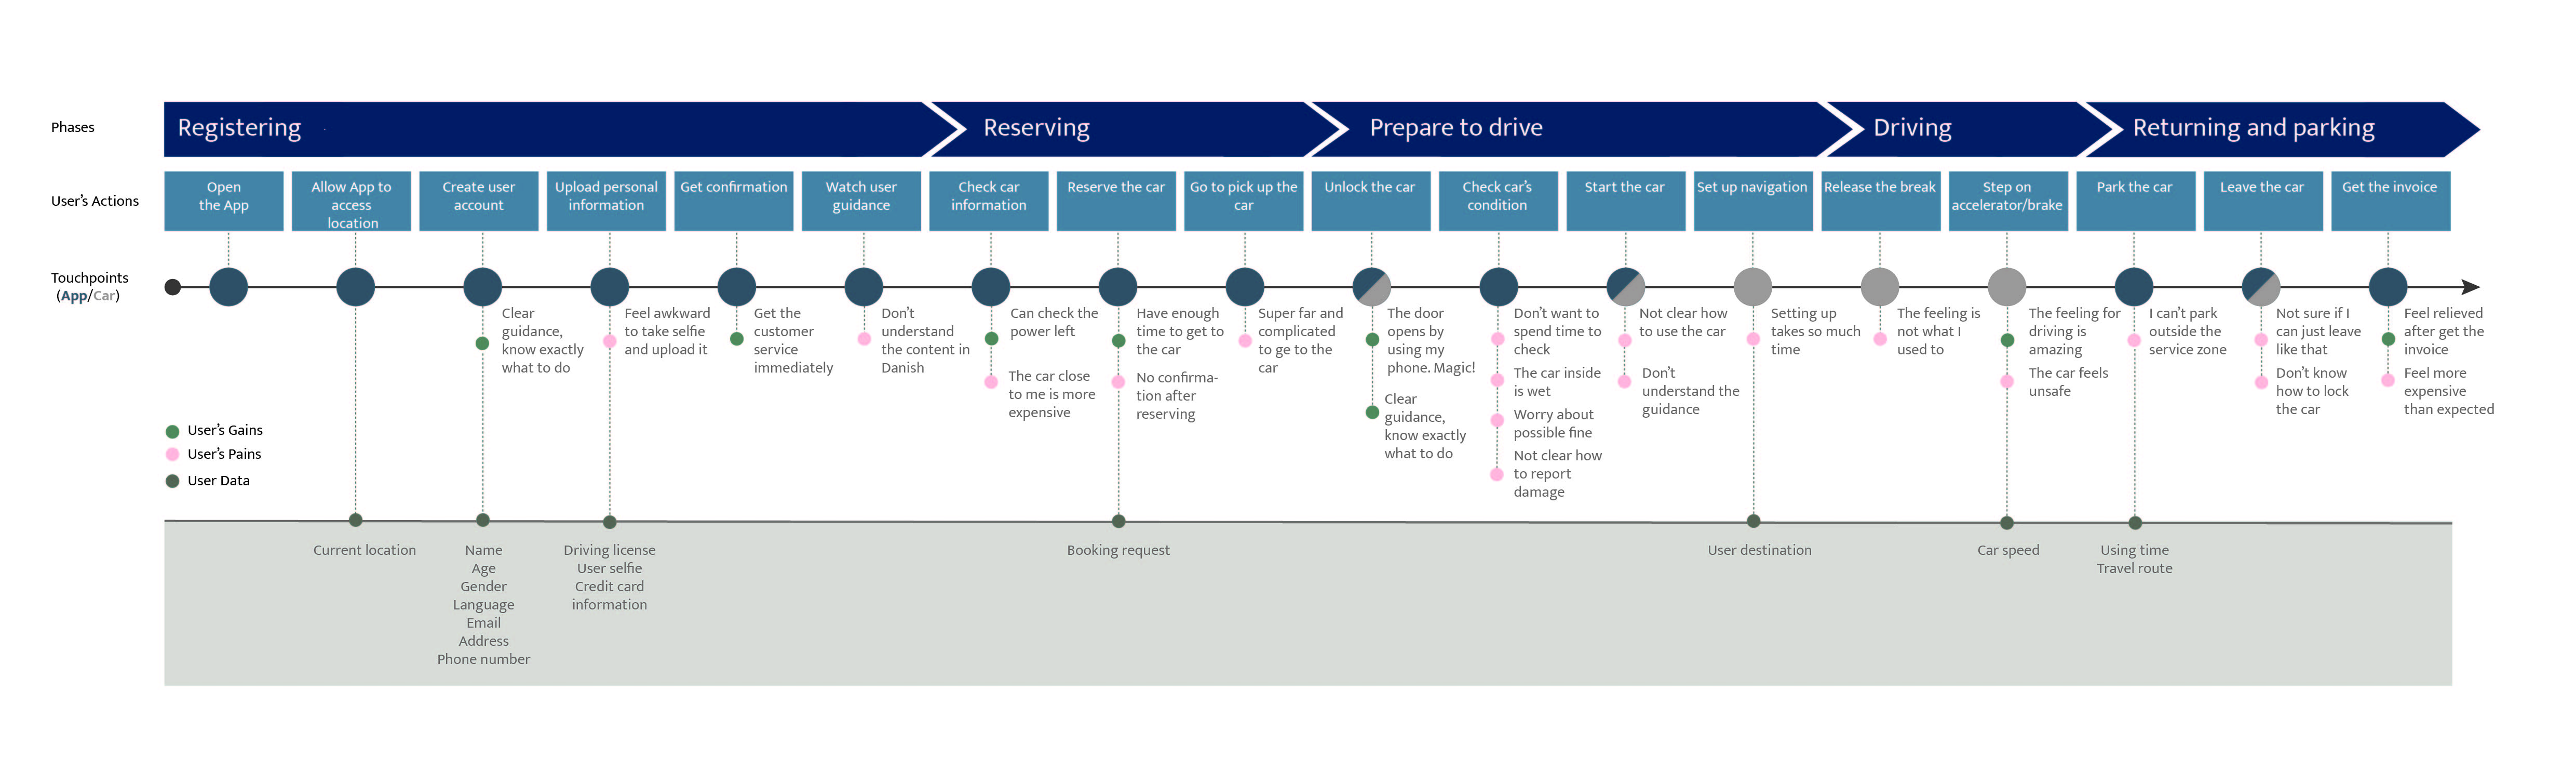 Phases
Registering
Reserving
Prepare to drive
Driving
Returning and parking
User's Actions
Open
the App
Allow App to
access
location
Create user
account
Upload personal
information
Get confirmation
Watch user
guidance
Check car
information
Reserve the car
Go to pick up the
car
Unlock the car
Check car's
condition
Start the car
Set up navigation
Release the break
Step on
accelerator/brake
Park the car
Leave the car
Get the invoice
Touchpoints
(App/Car)
Clear
guidance,
know exactly
what to do
Feel awkward
to take selfie
and upload it
Get the
customer
service
immediately
Don't
understand
the content in
Danish
Can check the
power left
The car close
to me is more
expensive
Have enough
time to get to
the car
No confirma-
tion after
reserving
Super far and
complicated
to ge to the
car
The door
opens by
using my
phone. Magic!
Clear
guidance,
know exactly
what to do
Don't want to
spend time to
check
The car inside
is wet
Worry about
possible fine
Not clear how
to report
damage
Not clear how
to use the car
Don't
understand the
guidance
Setting up
takes so much
time
The feeling is
not what I
used to
The feeling for
driving is
amazing
The car feels
unsafe
I can't park
outside the
service zone
Not sure if I
can just leave
like that
Don't know
how to lock
the car
Feel relieved
after get the
invoice
Feel more
expensive
than expected
User's Gains
User's Pains
User Data
Current location
Name
Age
Gender
Language
Email
Address
Phone number
Driving license
User selfie
Credit card
information
Booking request
User destination
Car speed
Using time
Travel route